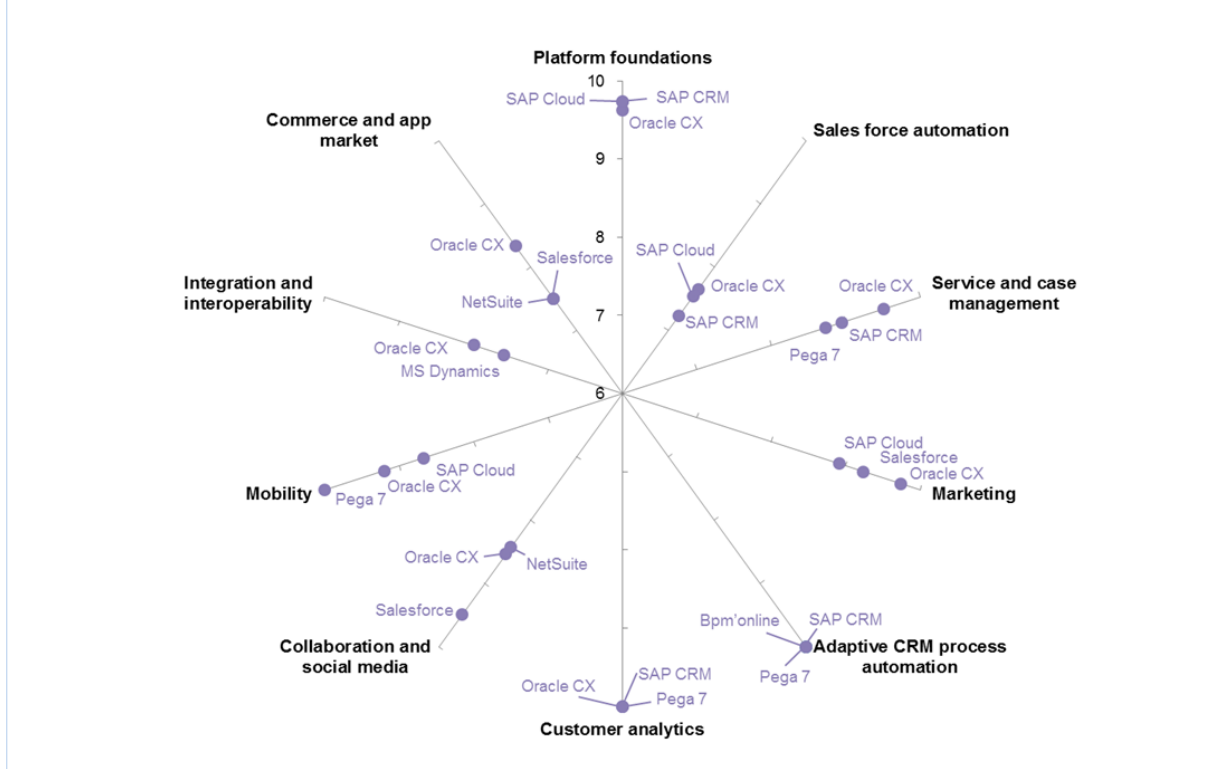 Platform foundations
10
SAP Cloud
SAP CRM
Oracle CX
Commerce and app
market
Sales force automation
9
8
Oracle CX
Salesforce
NetSuite
SAP Cloud
Oracle CX
SAP CRM
Integration and
interoperability
Oracle CX
Service and case
management
7
SAP CRM
Pega 7
Oracle CX
MS Dynamics
6
SAP Cloud
Salesforce
Oracle CX
Marketing
SAP Cloud
Oracle CX
Pega 7
Mobility
Oracle CX
NetSuite
Salesforce
Collaboration and
social media
Bpm'online
SAP CRM
Adaptive CRM process
automation
Pega 7
Oracle CX
SAP CRM
Pega 7
Customer analytics